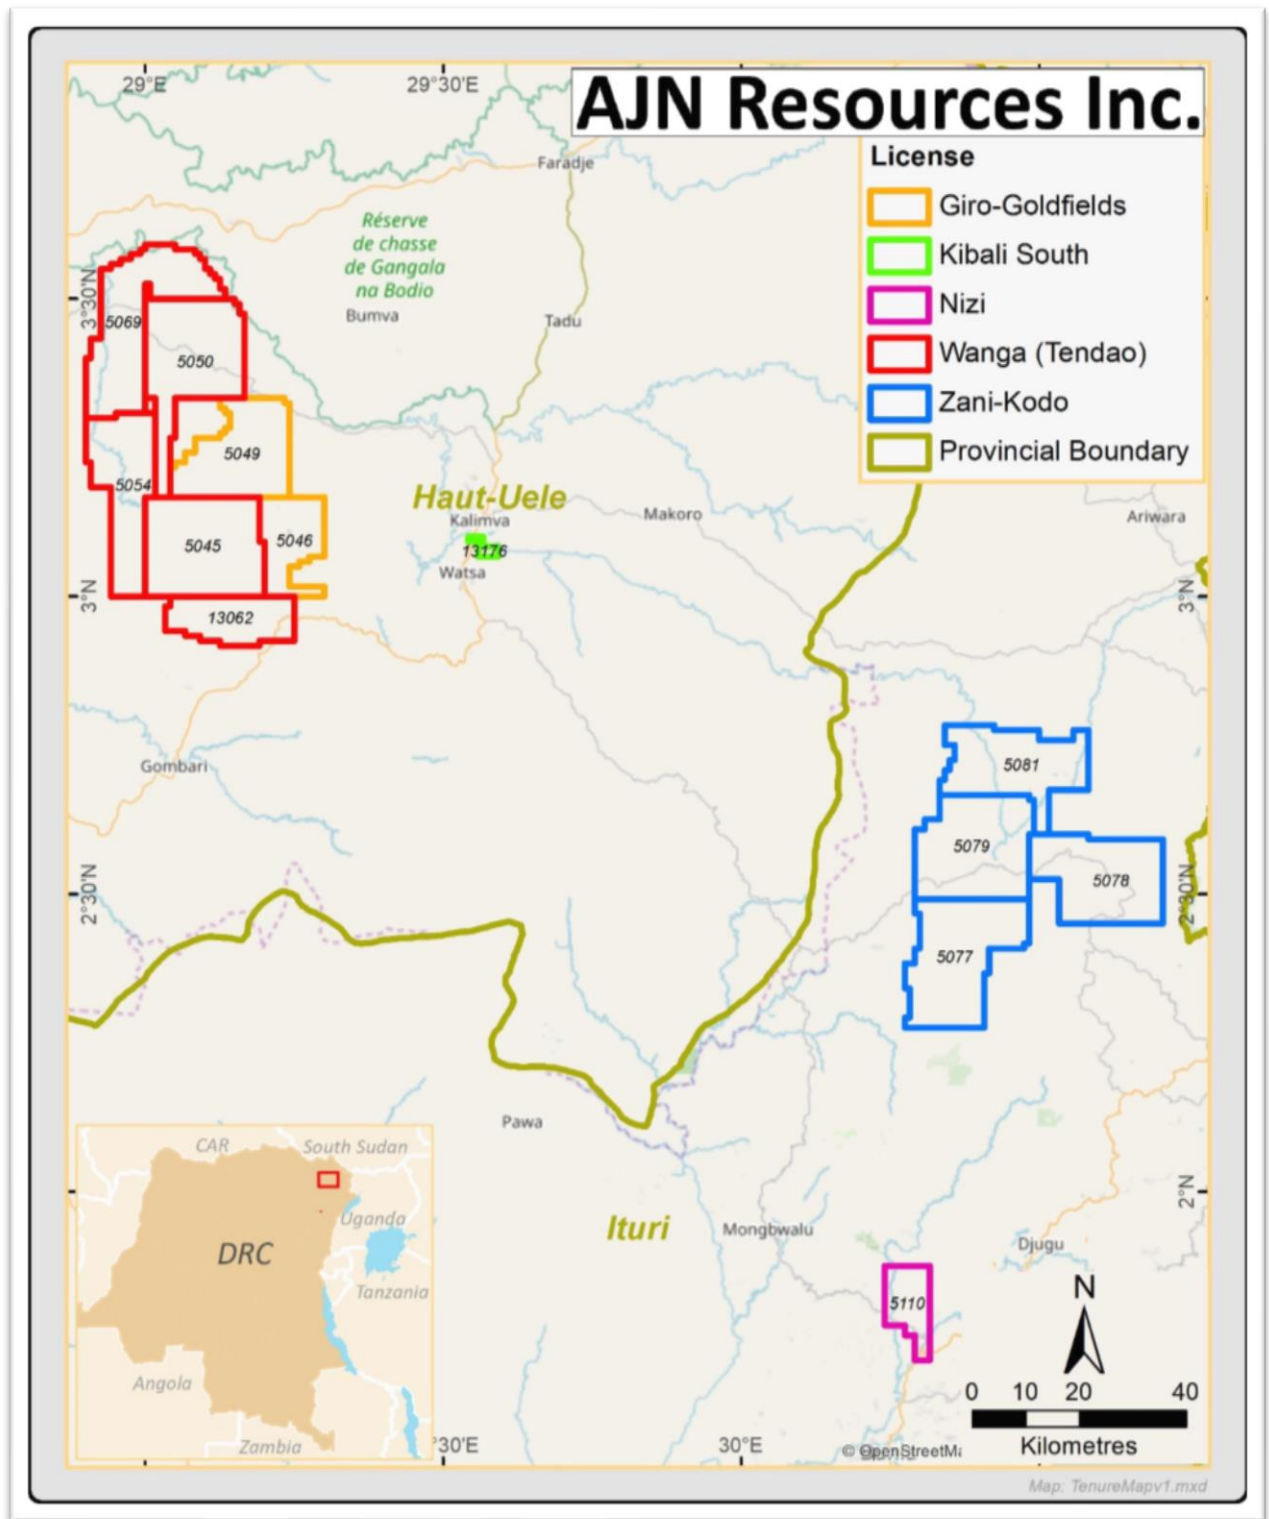 AJN Resources Inc.
29°E
29°30'E
License
Giro-Goldfields
Kibali South
Nizi
Wanga (Tendao)
Zani-Kodo
Provincial Boundary
Faradje
Réserve
de chasse
de Gangala
na Bodio
Bumva
Tadu
3°30'N
5069
5050
5049
5054
Haut-Uele
Kalimva
Makoro
Ariwara
5045
5046
13176
Watsa
3°N
3°N
13062
Gombari
5081
5079
5078
2°30'N
2°30'N
5077
Pawa
CAR
South Sudan
Uganda
DRC
Tanzania
Angola
Zambia
Ituri
Mongbwalu
2°N
Djugu
5110
N
0 10 20 40
Kilometres
30'E
30°E
© OpenStreetM
Map: TenureMapv1.mxd